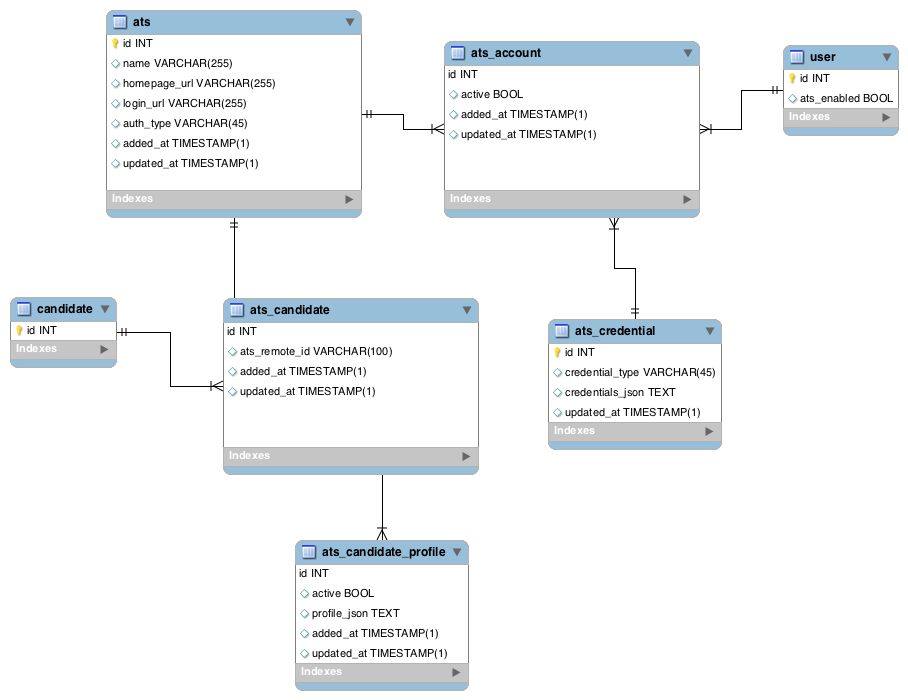 ats
id INT
name VARCHAR(255)
homepage_url VARCHAR(255)
login_url VARCHAR(255)
auth_type VARCHAR(45)
added_at TIMESTAMP(1)
updated_at TIMESTAMP(1)
Indexes
ats_account
id INT
active BOOL
added_at TIMESTAMP(1)
updated_at TIMESTAMP(1)
Indexes
user
id INT
ats_enabled BOOL
Indexes
candidate
id INT
Indexes
ats_candidate
id INT
ats_remote_id VARCHAR(100)
added_at TIMESTAMP(1)
updated_at TIMESTAMP(1)
Indexes
ats_credential
id INT
credential_type VARCHAR(45)
credentials_json TEXT
updated_at TIMESTAMP(1)
Indexes
ats_candidate_profile
id INT
active BOOL
profile_json TEXT
added_at TIMESTAMP(1)
updated_at TIMESTAMP(1)
Indexes